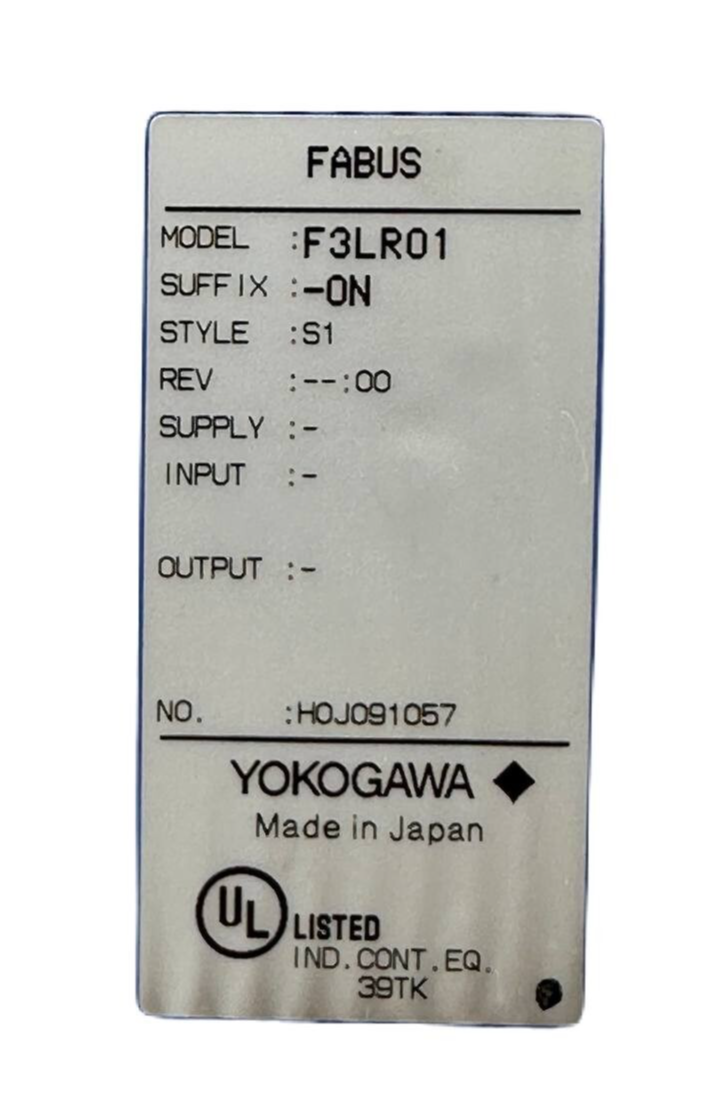 FABUS
MODEL :F3LR01
SUFFIX :-0N
STYLE :S1
REV :--:00
SUPPLY :-
INPUT :-
OUTPUT :-
NO. :H0J091057
YOKOGAWA ◆
Made in Japan
UL LISTED
IND.CONT.EQ.
39TK